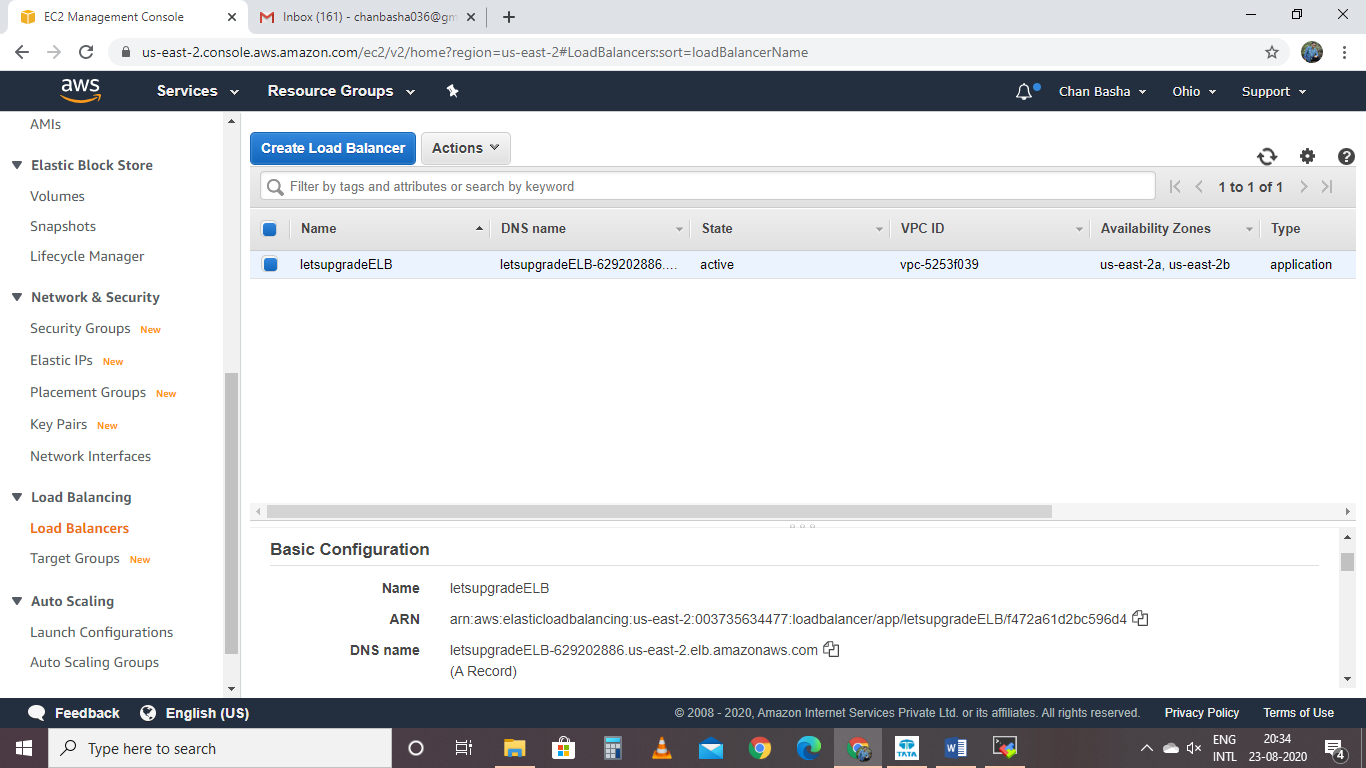 EC2 Management Console
Inbox (161) - chanbasha036@gm
us-east-2.console.aws.amazon.com/ec2/v2/home?region=us-east-2#LoadBalancers:sort=loadBalancerName
aws Services Resource Groups Chan Basha Ohio Support
AMIs
Elastic Block Store
Volumes
Snapshots
Lifecycle Manager
Network & Security
Security Groups New
Elastic IPs New
Placement Groups New
Key Pairs New
Network Interfaces
Load Balancing
Load Balancers
Target Groups New
Auto Scaling
Launch Configurations
Auto Scaling Groups
Create Load Balancer Actions
Filter by tags and attributes or search by keyword 1 to 1 of 1
Name DNS name State VPC ID Availability Zones Type
letsupgradeELB letsupgradeELB-629202886.... active vpc-5253f039 us-east-2a, us-east-2b application
Basic Configuration
Name letsupgradeELB
ARN arn:aws:elasticloadbalancing:us-east-2:003735634477:loadbalancer/app/letsupgradeELB/f472a61d2bc596d4
DNS name letsupgradeELB-629202886.us-east-2.elb.amazonaws.com
(A Record)
Feedback English (US) © 2008 - 2020, Amazon Internet Services Private Ltd. or its affiliates. All rights reserved. Privacy Policy Terms of Use
Type here to search
TATA
ENG
INTL
20:34
23-08-2020
4